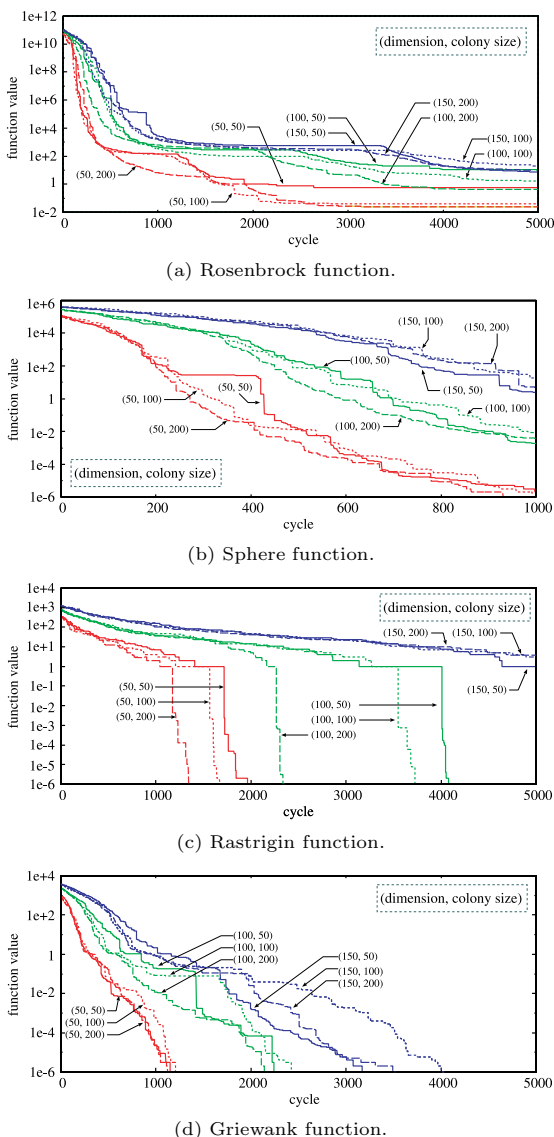 1e+12
1e+10
1e+8
1e+6
1e+4
1e+2
1
1e-2
function value
(dimension, colony size)
(150, 200)
(100, 50)
(100, 200)
(50, 50)
(150, 50)
(150, 100)
(100, 100)
(50, 200)
(50, 100)
0 1000 2000 3000 4000 5000
cycle
(a) Rosenbrock function.
1e+6
1e+4
1e+2
1
1e-2
1e-4
1e-6
function value
(150, 100)
(150, 200)
(100, 50)
(50, 50)
(150, 50)
(50, 100)
(100, 100)
(50, 200)
(100, 200)
(dimension, colony size)
0 200 400 600 800 1000
cycle
(b) Sphere function.
1e+4
1e+3
1e+2
1e+1
1
1e-1
1e-2
1e-3
1e-4
1e-5
1e-6
function value
(dimension, colony size)
(150, 200)
(150, 100)
(150, 50)
(50, 50)
(50, 100)
(50, 200)
(100, 50)
(100, 100)
(100, 200)
0 1000 2000 3000 4000 5000
cycle
(c) Rastrigin function.
1e+4
1e+2
1
1e-2
1e-4
1e-6
function value
(dimension, colony size)
(100, 50)
(100, 100)
(100, 200)
(150, 50)
(150, 100)
(150, 200)
(50, 50)
(50, 100)
(50, 200)
0 1000 2000 3000 4000 5000
cycle
(d) Griewank function.